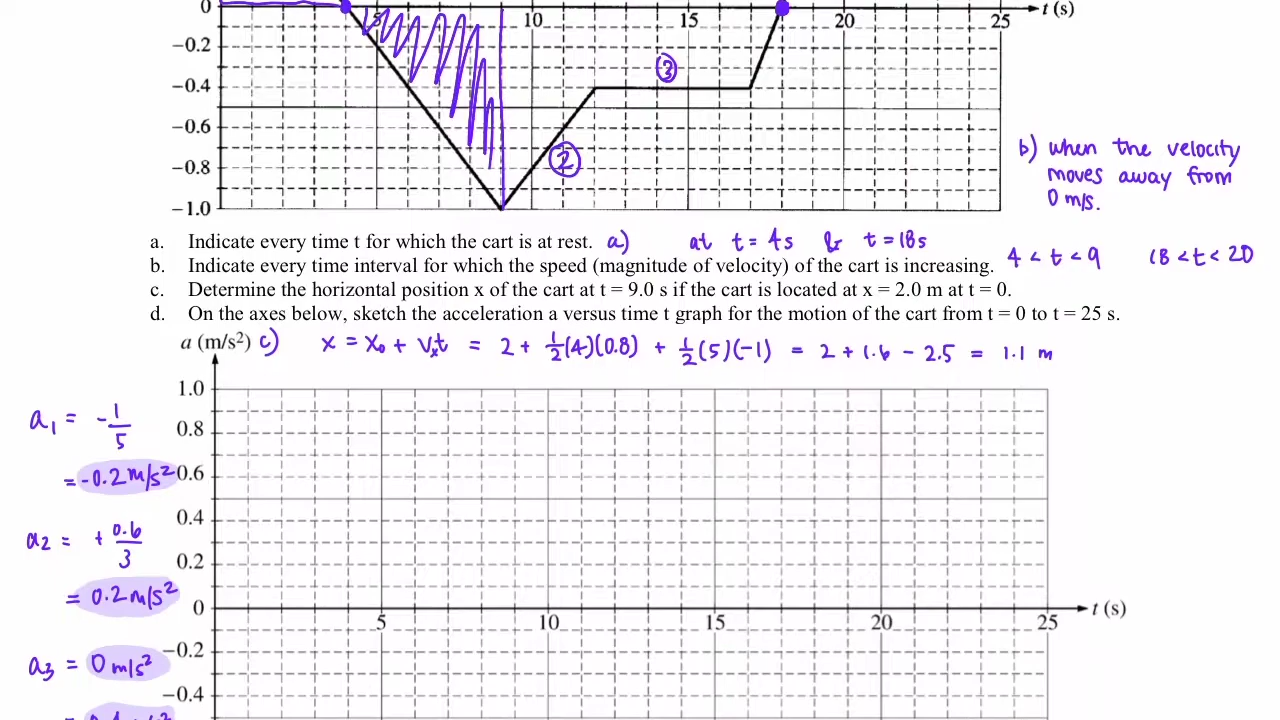 0
5
10
15
20
25
t (s)
−0.2
−0.4
−0.6
−0.8
−1.0
③
②
b) when the velocity
moves away from
0 m/s.
a. Indicate every time t for which the cart is at rest. a) at t = 4s & t = 18s
b. Indicate every time interval for which the speed (magnitude of velocity) of the cart is increasing. 4 < t < 9 18 < t < 20
c. Determine the horizontal position x of the cart at t = 9.0 s if the cart is located at x = 2.0 m at t = 0.
d. On the axes below, sketch the acceleration a versus time t graph for the motion of the cart from t = 0 to t = 25 s.
a (m/s²) c) x = x₀ + vₓt = 2 + ½(4)(0.8) + ½(5)(-1) = 2 + 1.6 - 2.5 = 1.1 m
1.0
0.8
0.6
0.4
0.2
0
−0.2
−0.4
5
10
15
20
25
t (s)
a₁ = -1/5
= -0.2 m/s²
a₂ = + 0.6/3
= 0.2 m/s²
a₃ = 0 m/s²